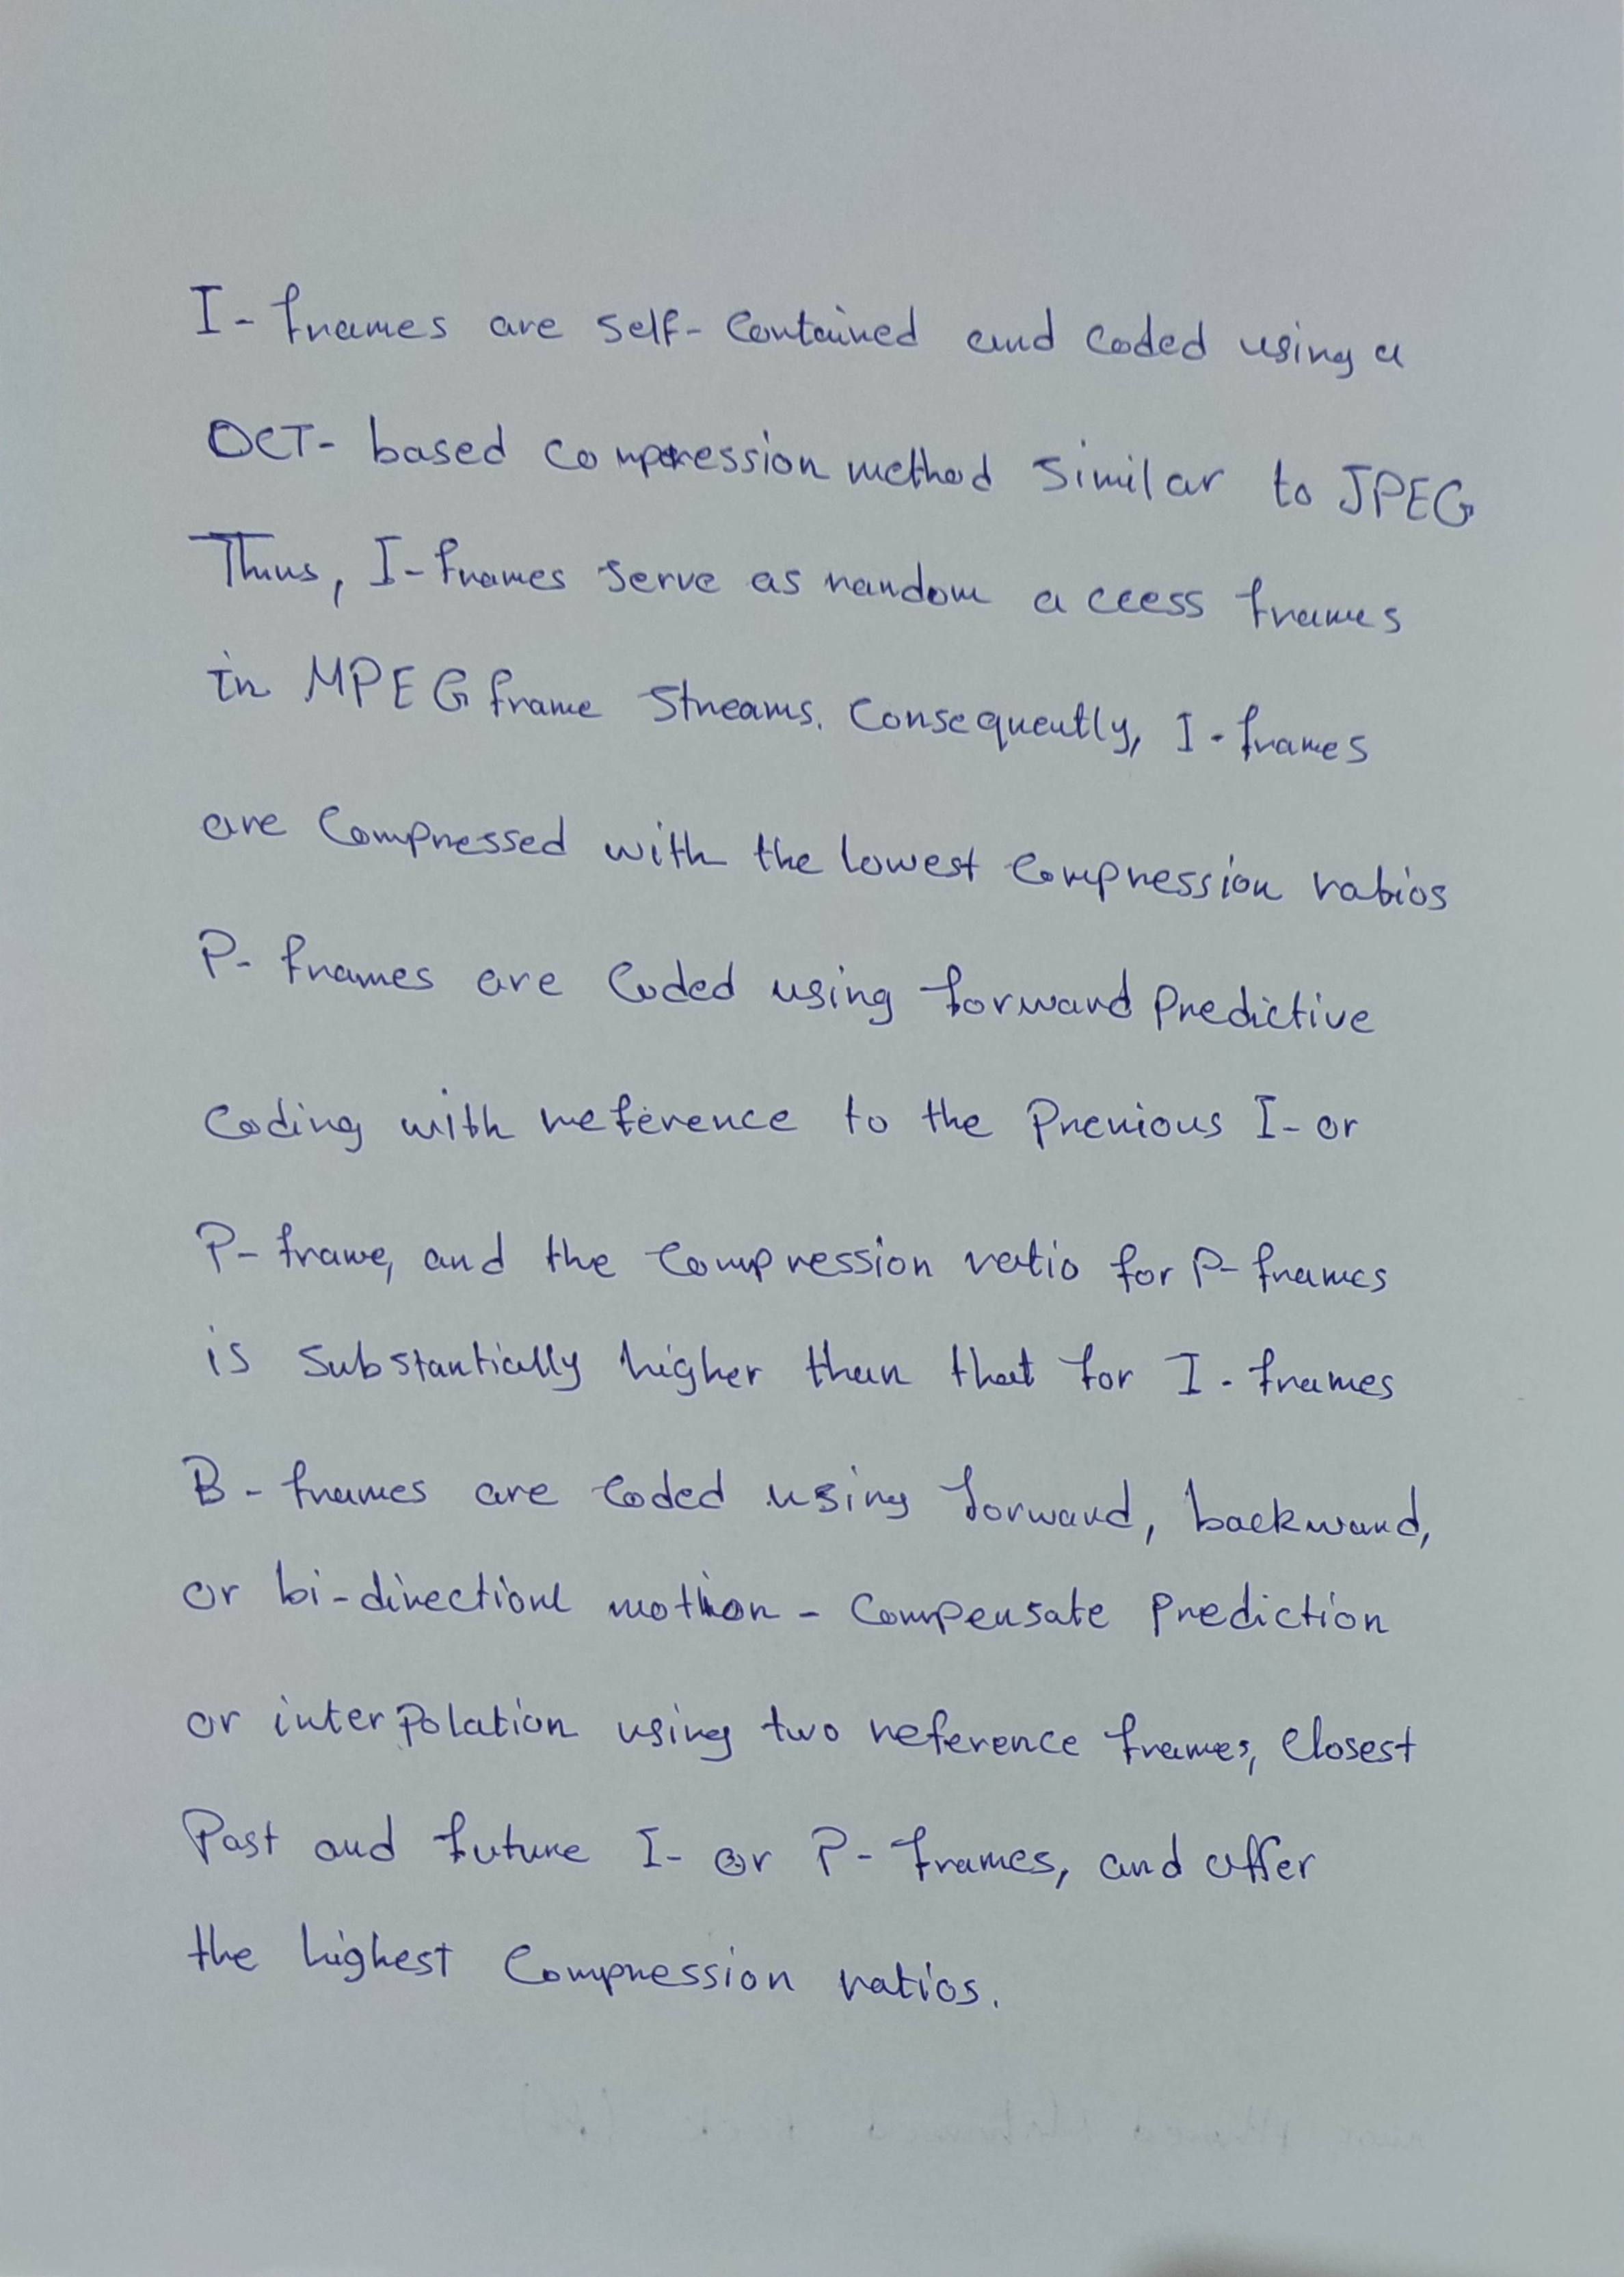 I- frames are self- contained and coded using a
DCT- based compression method similar to JPEG
Thus, I-frames serve as random access frames
in MPEG frame streams. Consequently, I-frames
are compressed with the lowest compression ratios
P- frames are coded using forward predictive
coding with reference to the previous I- or
P- frame, and the compression ratio for P- frames
is substantially higher than that for I- frames
B- frames are coded using forward, backward,
or bi-directionl motion - compensate prediction
or interpolation using two reference frames, closest
past and future I- or P- frames, and offer
the highest compression ratios.